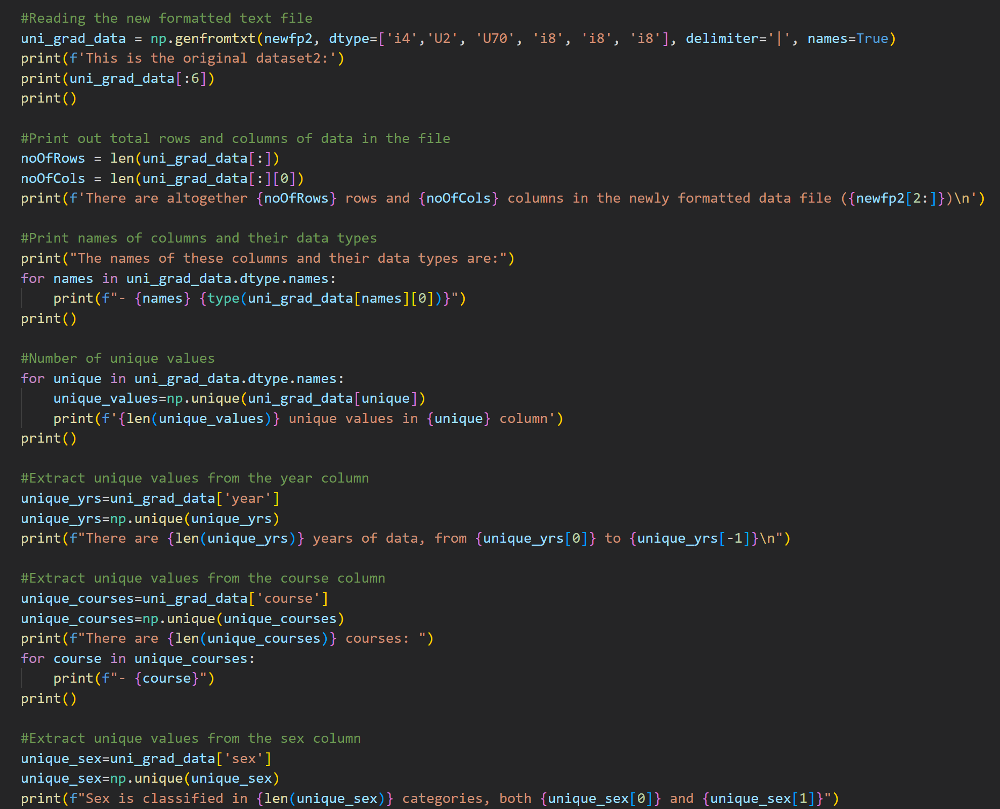 #Reading the new formatted text file
uni_grad_data = np.genfromtxt(newfp2, dtype=['i4','U2', 'U70', 'i8', 'i8', 'i8'], delimiter='|', names=True)
print(f'This is the original dataset2:')
print(uni_grad_data[:6])
print()
#Print out total rows and columns of data in the file
noOfRows = len(uni_grad_data[:])
noOfCols = len(uni_grad_data[:][0])
print(f'There are altogether {noOfRows} rows and {noOfCols} columns in the newly formatted data file ({newfp2[2:]})\n')
#Print names of columns and their data types
print("The names of these columns and their data types are:")
for names in uni_grad_data.dtype.names:
    print(f"- {names} {type(uni_grad_data[names][0])}")
print()
#Number of unique values
for unique in uni_grad_data.dtype.names:
    unique_values=np.unique(uni_grad_data[unique])
    print(f'{len(unique_values)} unique values in {unique} column')
print()
#Extract unique values from the year column
unique_yrs=uni_grad_data['year']
unique_yrs=np.unique(unique_yrs)
print(f"There are {len(unique_yrs)} years of data, from {unique_yrs[0]} to {unique_yrs[-1]}\n")
#Extract unique values from the course column
unique_courses=uni_grad_data['course']
unique_courses=np.unique(unique_courses)
print(f"There are {len(unique_courses)} courses: ")
for course in unique_courses:
    print(f"- {course}")
print()
#Extract unique values from the sex column
unique_sex=uni_grad_data['sex']
unique_sex=np.unique(unique_sex)
print(f"Sex is classified in {len(unique_sex)} categories, both {unique_sex[0]} and {unique_sex[1]}")